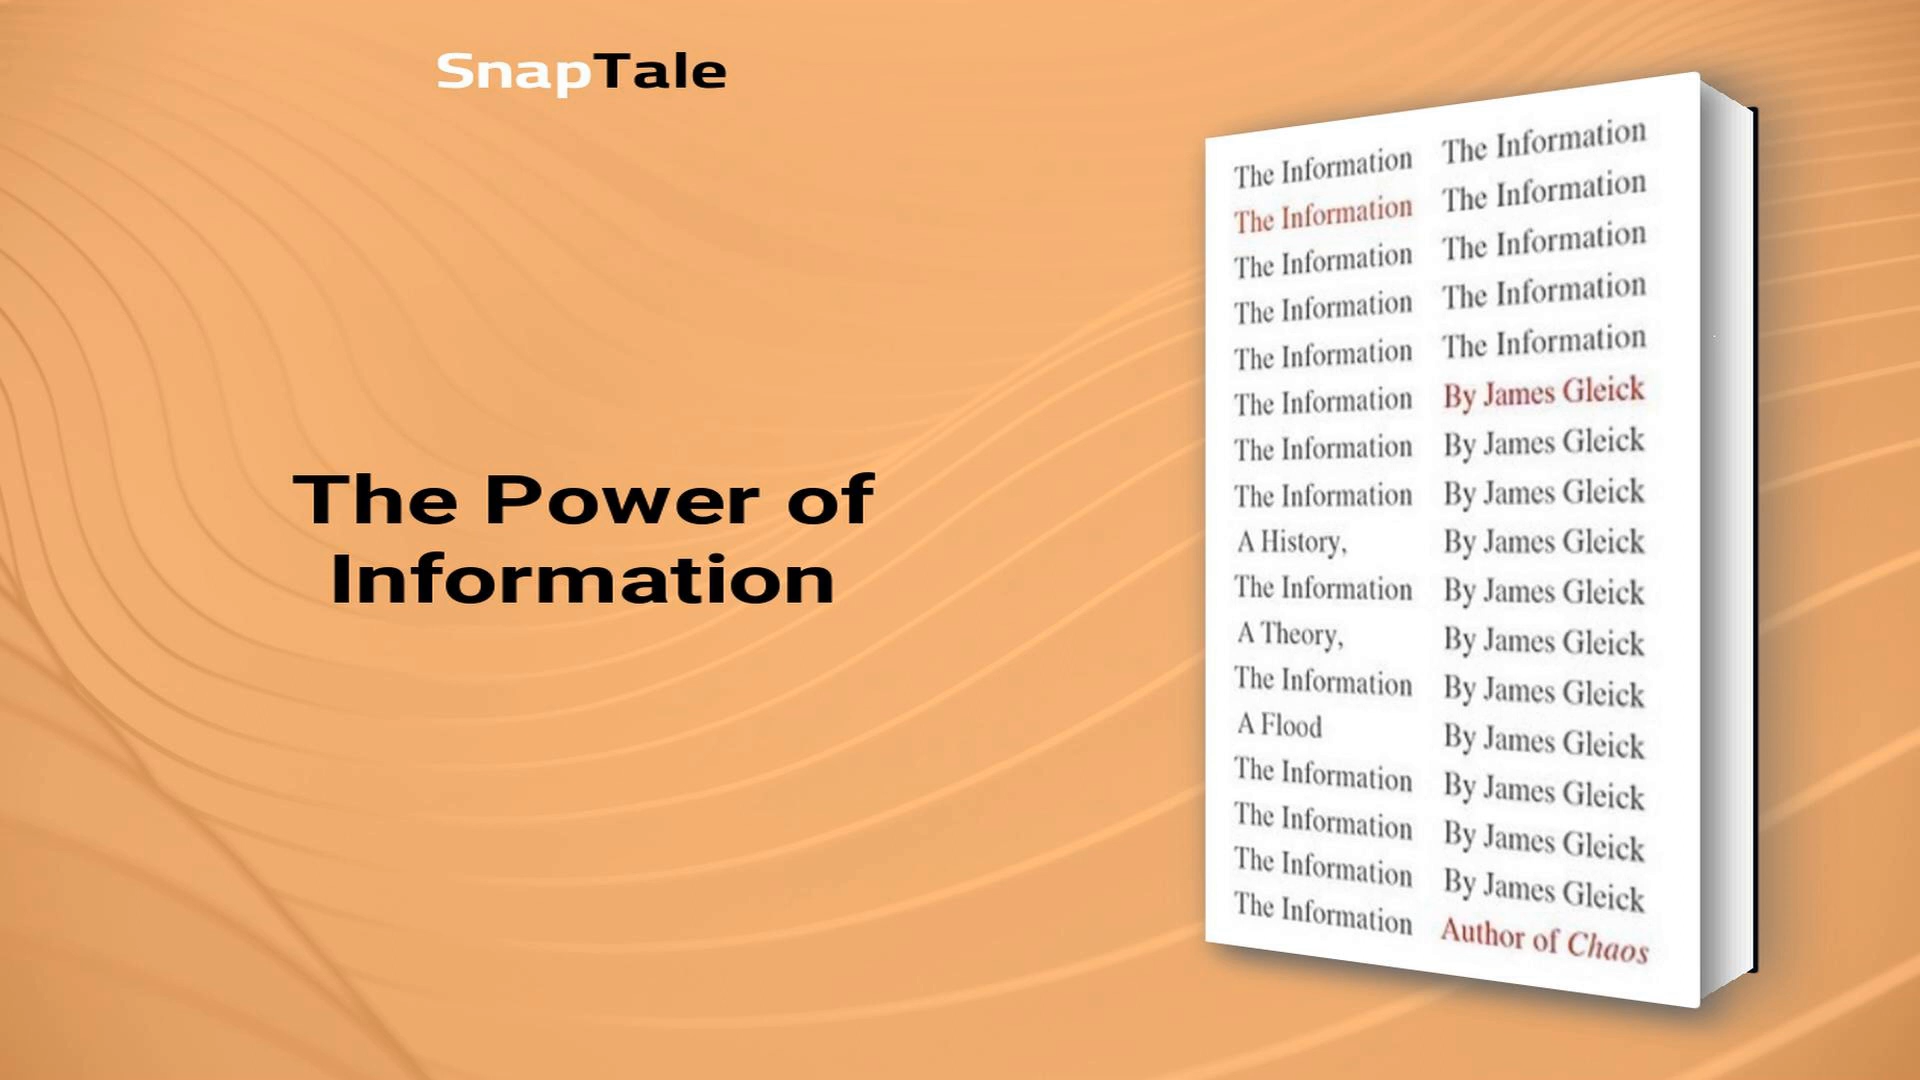 SnapTale
The Power of
Information
The Information
The Information
The Information
The Information
The Information
The Information
The Information
The Information
A History,
The Information
A Theory,
The Information
A Flood
The Information
The Information
The Information
The Information
The Information
The Information
The Information
The Information
The Information
By James Gleick
By James Gleick
By James Gleick
By James Gleick
By James Gleick
By James Gleick
By James Gleick
By James Gleick
By James Gleick
By James Gleick
By James Gleick
Author of Chaos